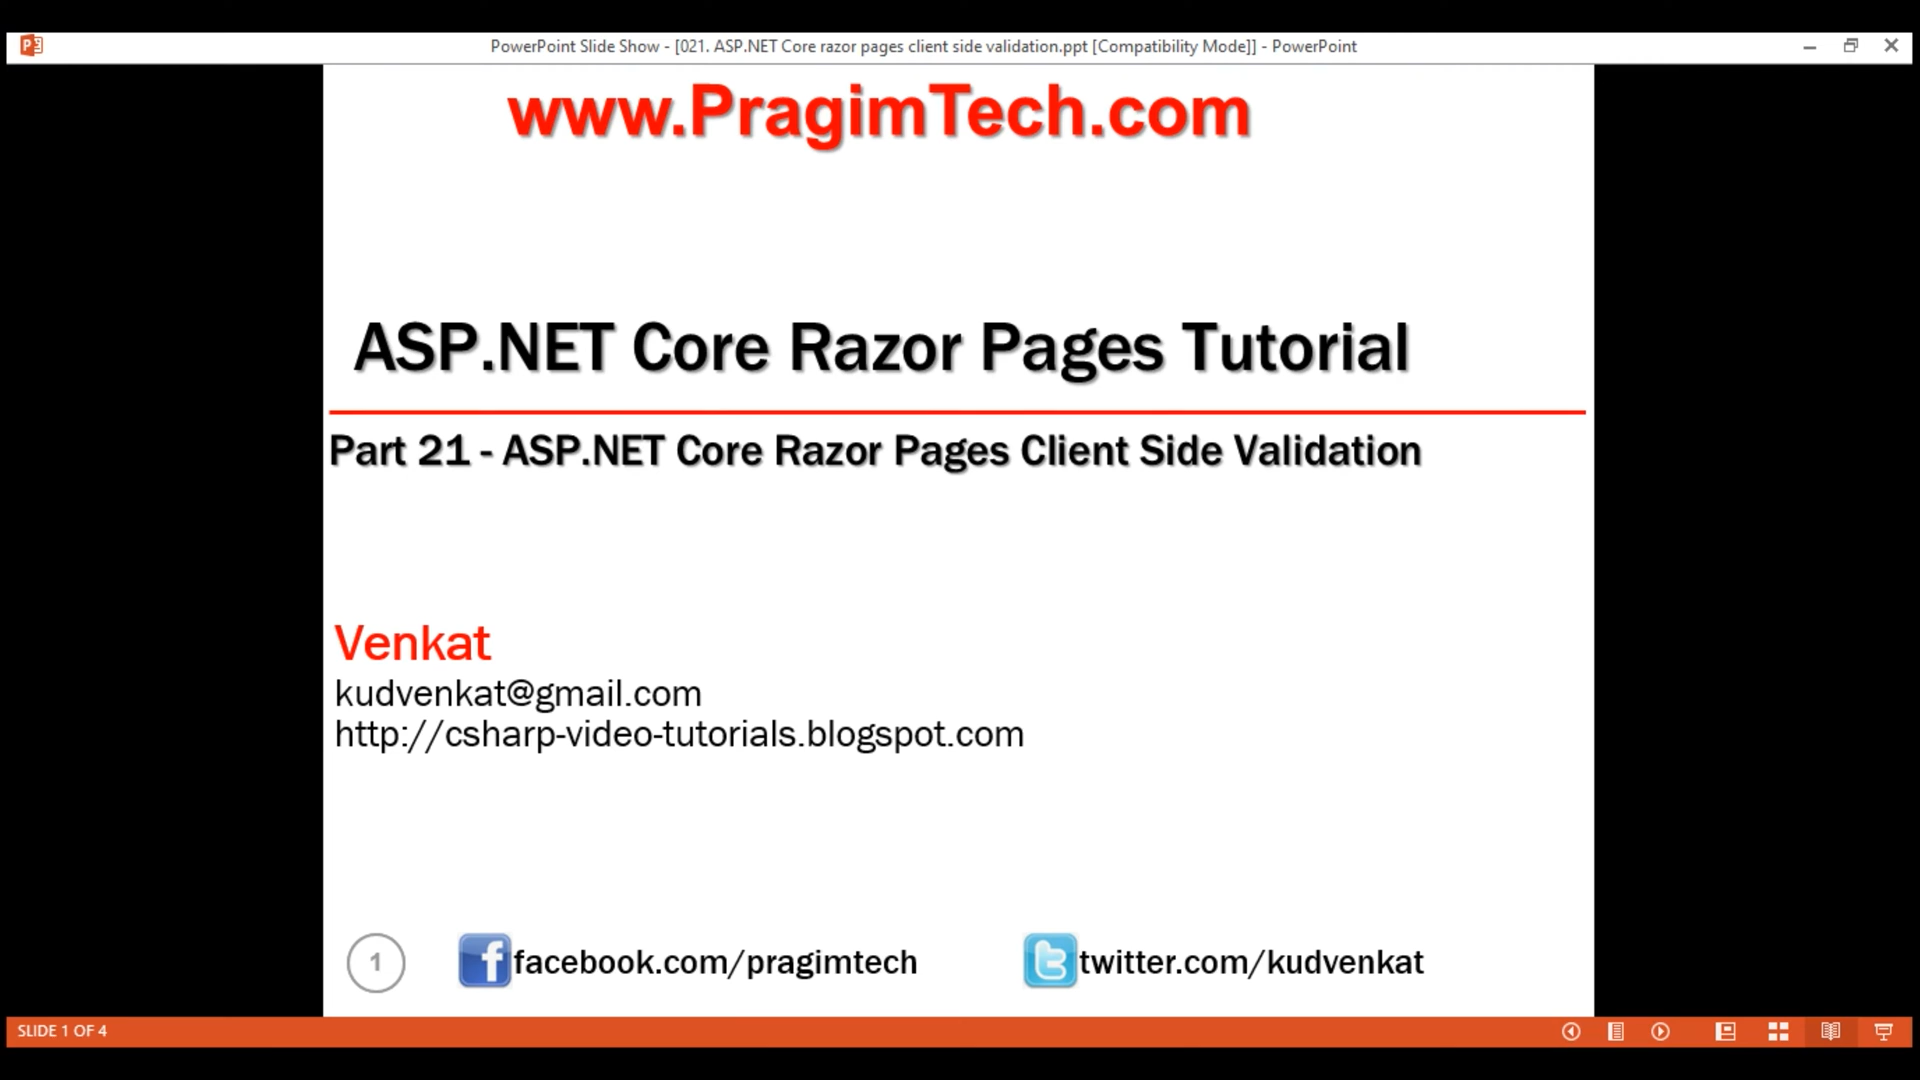 PowerPoint Slide Show - [021. ASP.NET Core razor pages client side validation.ppt [Compatibility Mode]] - PowerPoint
www.PragimTech.com
ASP.NET Core Razor Pages Tutorial
Part 21 - ASP.NET Core Razor Pages Client Side Validation
Venkat
kudvenkat@gmail.com
http://csharp-video-tutorials.blogspot.com
1 facebook.com/pragimtech twitter.com/kudvenkat
SLIDE 1 OF 4